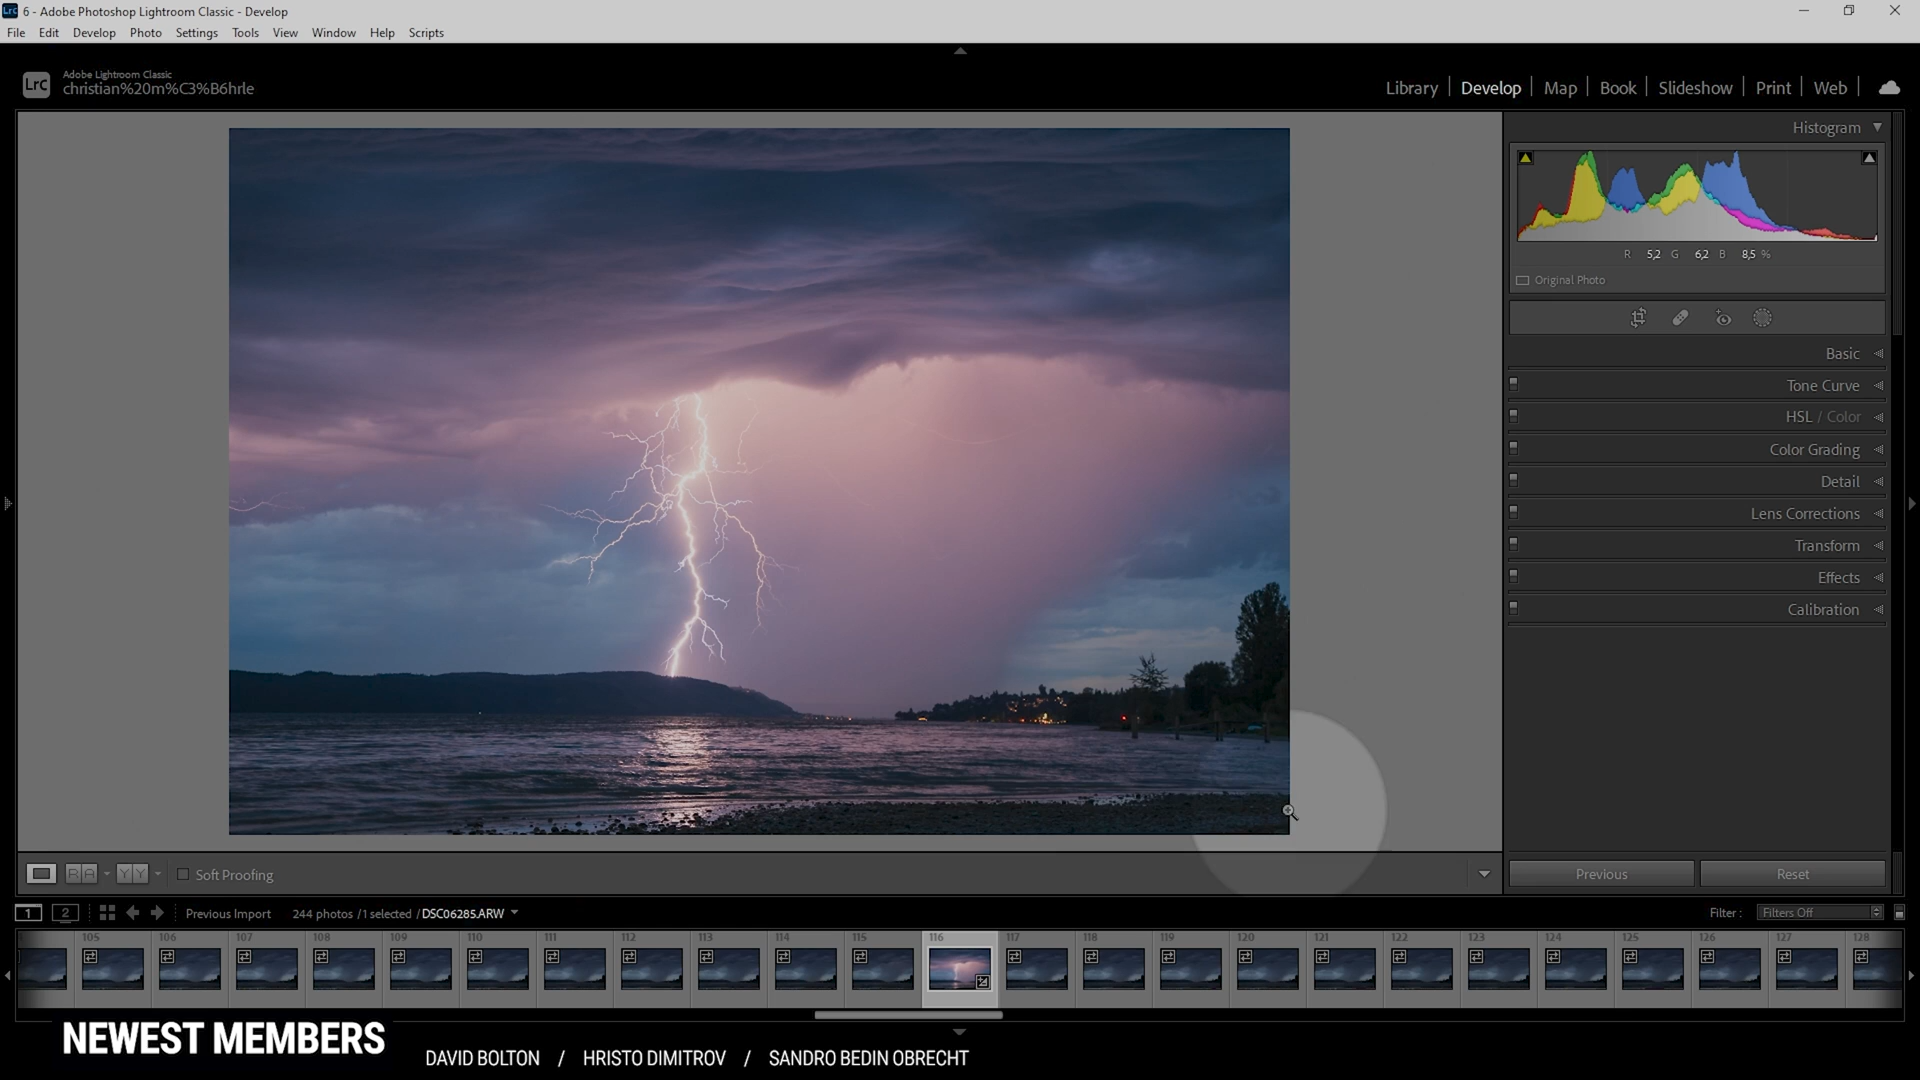 Lrc 6 - Adobe Photoshop Lightroom Classic - Develop
File Edit Develop Photo Settings Tools View Window Help Scripts
Lrc Adobe Lightroom Classic
christian%20m%C3%B6hrle
Library Develop Map Book Slideshow Print Web
Histogram
R 5,2 G 6,2 B 8,5 %
Original Photo
Basic
Tone Curve
HSL / Color
Color Grading
Detail
Lens Corrections
Transform
Effects
Calibration
R A Y Y Soft Proofing
Previous Reset
1 2 Previous Import 244 photos / 1 selected / DSC06285.ARW Filter : Filters Off
105 106 107 108 109 110 111 112 113 114 115 116 117 118 119 120 121 122 123 124 125 126 127 128
NEWEST MEMBERS
DAVID BOLTON / HRISTO DIMITROV / SANDRO BEDIN OBRECHT